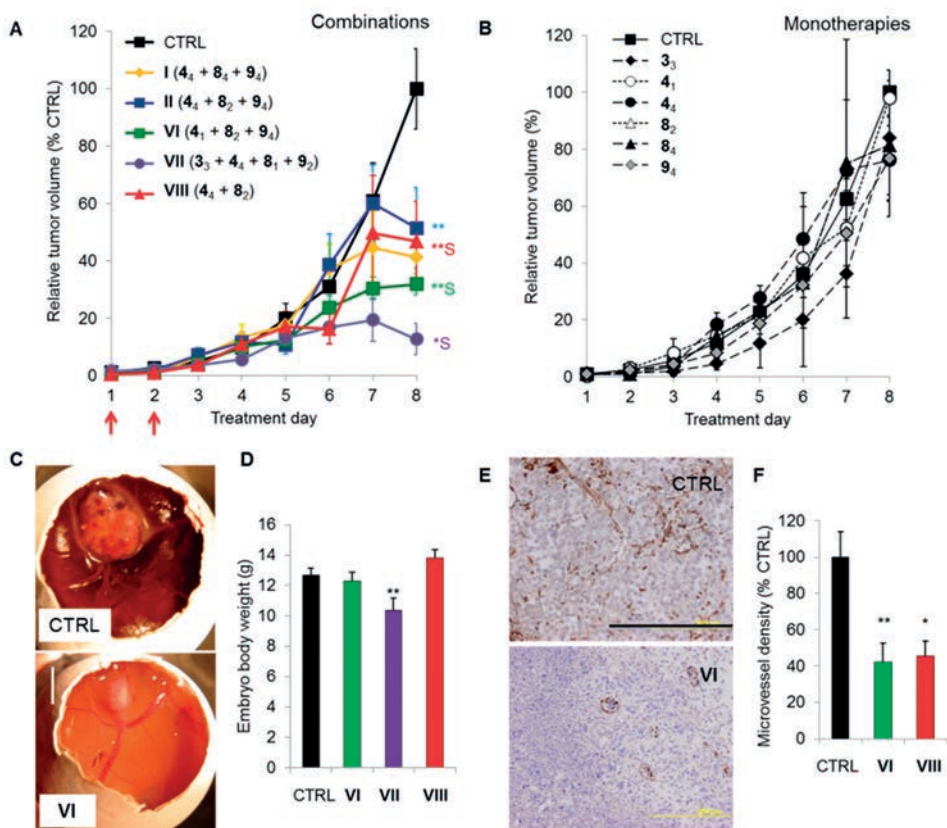 A
Combinations
Relative tumor volume (% CTRL)
120
100
80
60
40
20
0
CTRL
I (4₄ + 8₄ + 9₄)
II (4₄ + 8₂ + 9₄)
VI (4₁ + 8₂ + 9₄)
VII (3₃ + 4₄ + 8₁ + 9₂)
VIII (4₄ + 8₂)
**
**S
**S
*S
1 2 3 4 5 6 7 8
Treatment day
B
Monotherapies
Relative tumor volume (%)
120
100
80
60
40
20
0
CTRL
3₃
4₁
4₄
8₂
8₄
9₄
1 2 3 4 5 6 7 8
Treatment day
C
CTRL
VI
D
Embryo body weight (g)
16
14
12
10
8
6
4
2
0
**
CTRL VI VII VIII
E
CTRL
VI
F
Microvessel density (% CTRL)
120
100
80
60
40
20
0
** *
CTRL VI VIII